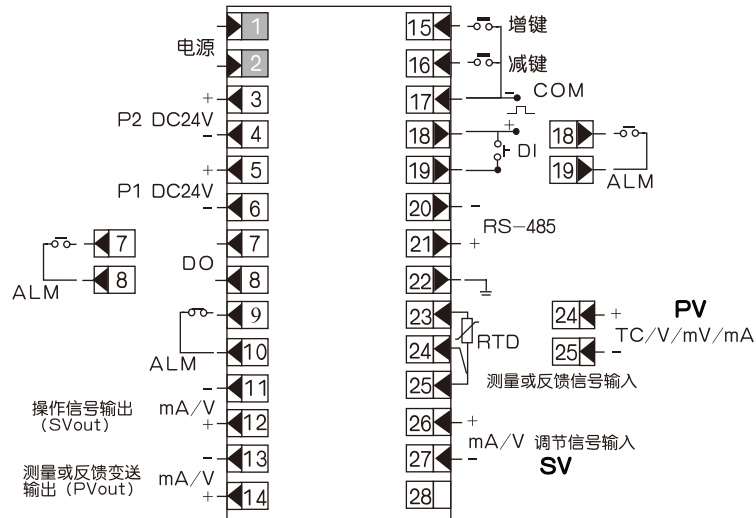 1
电源
2
+ 3
P2 DC24V
- 4
+ 5
P1 DC24V
- 6
7
DO
8
7
8
ALM
9
10
ALM
- 11
mA/V
+ 12
操作信号输出
(SVout)
- 13
mA/V
+ 14
测量或反馈变送
输出 (PVout)
15 增键
16 减键
17 - COM
18 +
DI
19
18
19
ALM
20 -
RS-485
21 +
22
23
24 RTD
25
24 + PV
TC/V/mV/mA
25 -
测量或反馈信号输入
26 +
mA/V 调节信号输入
27 - SV
28